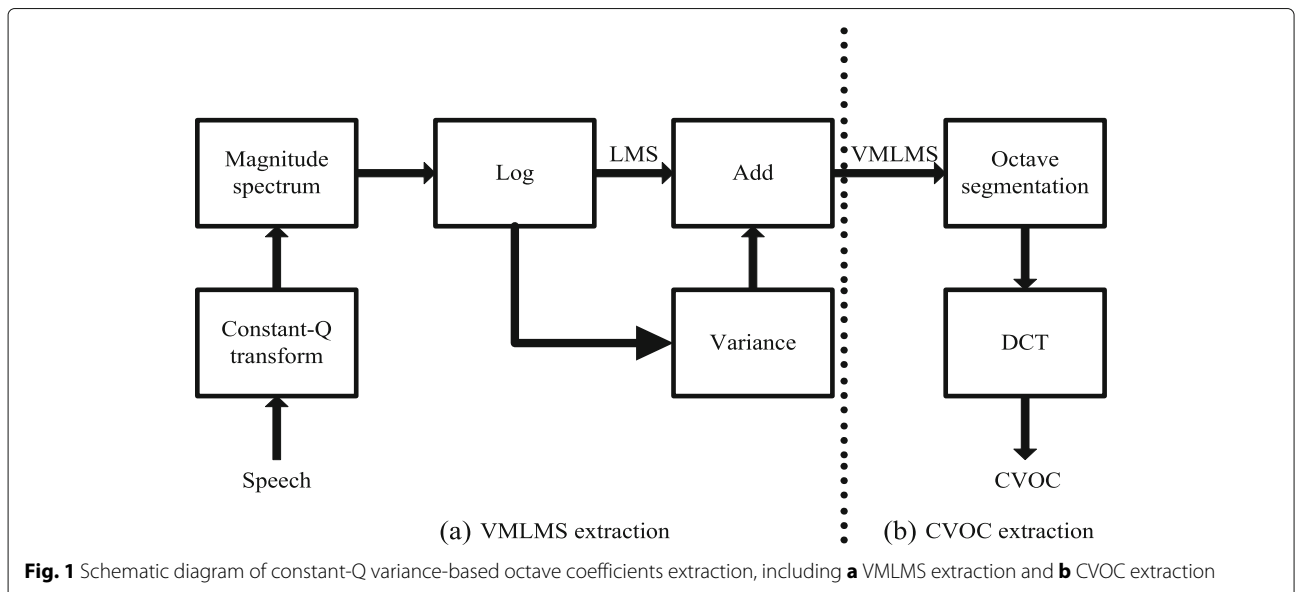 Magnitude
spectrum
Log
LMS
Add
VMLMS
Octave
segmentation
Constant-Q
transform
Variance
DCT
Speech
CVOC
(a) VMLMS extraction
(b) CVOC extraction
Fig. 1 Schematic diagram of constant-Q variance-based octave coefficients extraction, including a VMLMS extraction and b CVOC extraction